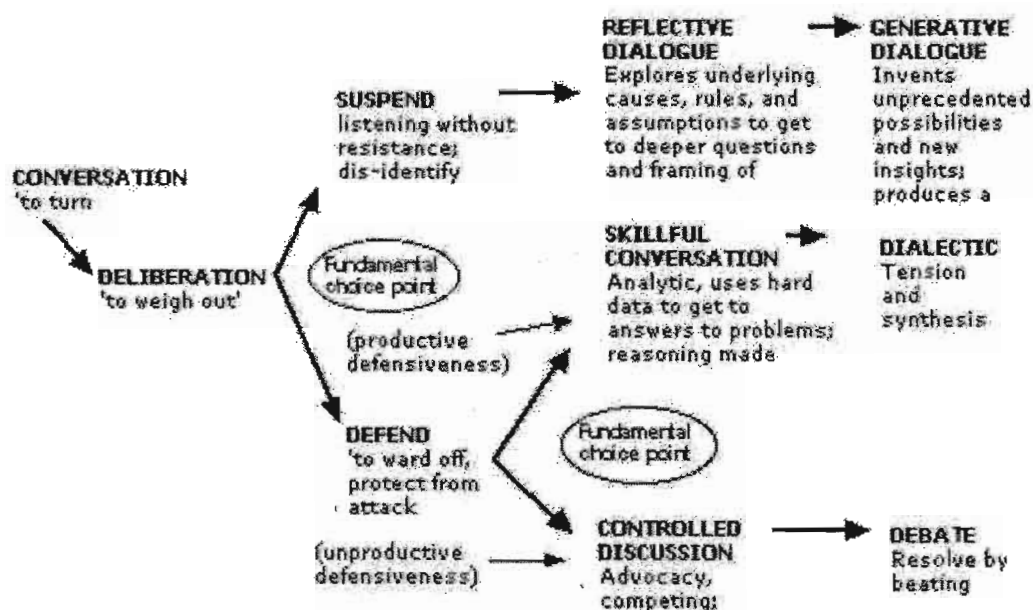 CONVERSATION
'to turn
DELIBERATION
'to weigh out'
Fundamental
choice point
SUSPEND
listening without
resistance;
dis-identify
REFLECTIVE
DIALOGUE
Explores underlying
causes, rules, and
assumptions to get
to deeper questions
and framing of
GENERATIVE
DIALOGUE
Invents
unprecedented
possibilities
and new
insights;
produces a
(productive
defensiveness)
SKILLFUL
CONVERSATION
Analytic, uses hard
data to get to
answers to problems;
reasoning made
DIALECTIC
Tension
and
synthesis
DEFEND
'to ward off,
protect from
attack
Fundamental
choice point
(unproductive
defensiveness)
CONTROLLED
DISCUSSION
Advocacy,
competing;
DEBATE
Resolve by
beating